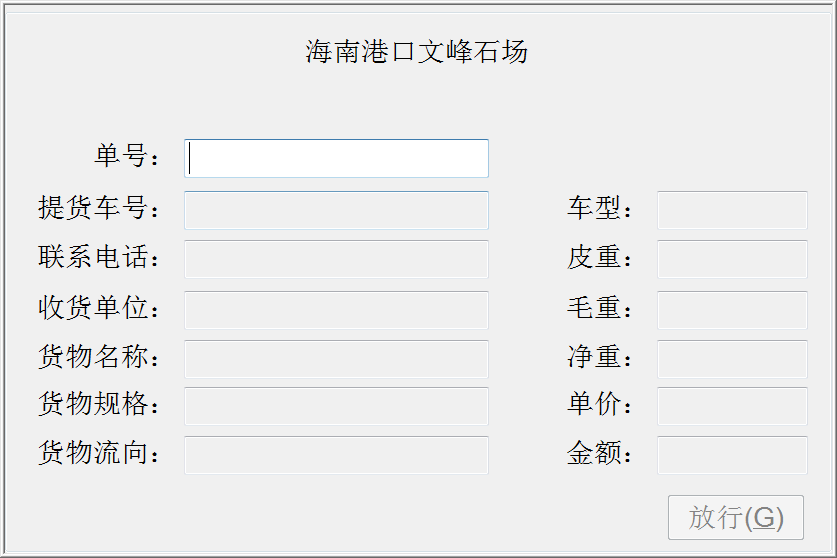 海南港口文峰石场
单号：
提货车号： 车型：
联系电话： 皮重：
收货单位： 毛重：
货物名称： 净重：
货物规格： 单价：
货物流向： 金额：
放行(G)